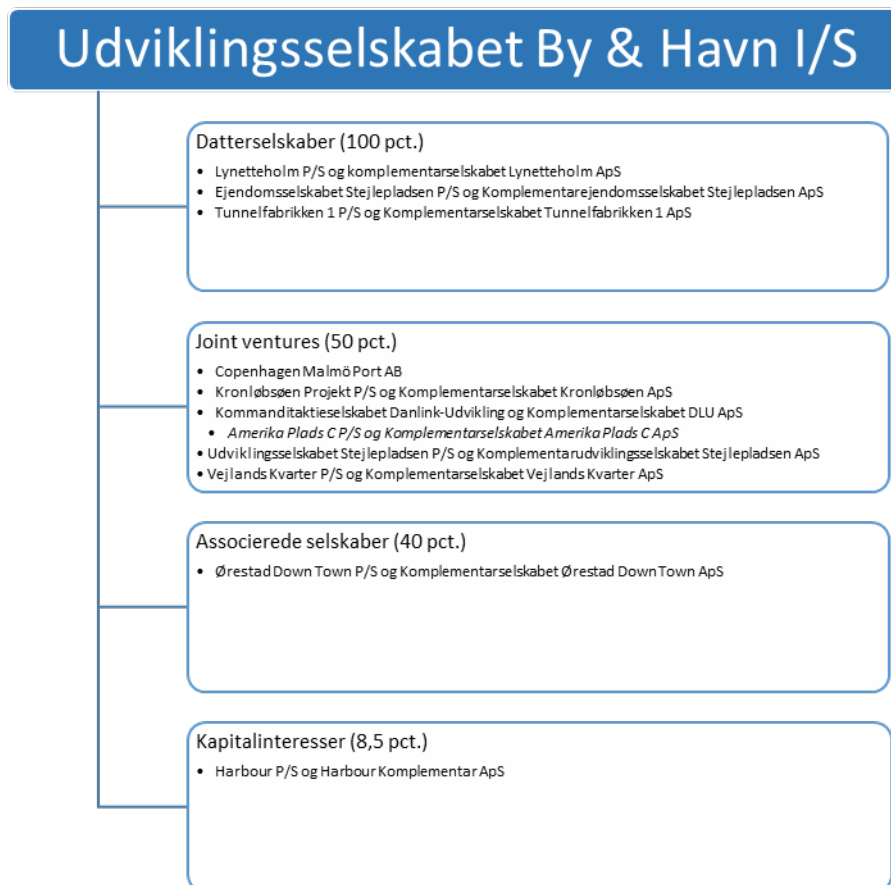 Udviklingsselskabet By & Havn I/S
Datterselskaber (100 pct.)
• Lynetteholm P/S og komplementarselskabet Lynetteholm ApS
• Ejendomsselskabet Stejlepladsen P/S og Komplementarejendomsselskabet Stejlepladsen ApS
• Tunnelfabrikken 1 P/S og Komplementarselskabet Tunnelfabrikken 1 ApS
Joint ventures (50 pct.)
• Copenhagen Malmö Port AB
• Kronløbsøen Projekt P/S og Komplementarselskabet Kronløbsøen ApS
• Kommanditaktieselskabet Danlink-Udvikling og Komplementarselskabet DLU ApS
• Amerika Plads C P/S og Komplementarselskabet Amerika Plads C ApS
• Udviklingsselskabet Stejlepladsen P/S og Komplementarudviklingsselskabet Stejlepladsen ApS
• Vejlands Kvarter P/S og Komplementarselskabet Vejlands Kvarter ApS
Associerede selskaber (40 pct.)
• Ørestad Down Town P/S og Komplementarselskabet Ørestad Down Town ApS
Kapitalinteresser (8,5 pct.)
• Harbour P/S og Harbour Komplementar ApS